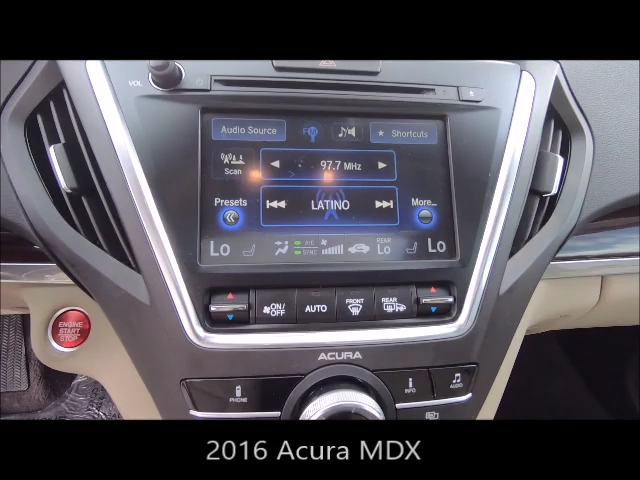 VOL
Audio Source
FM
Shortcuts
Scan
97.7 MHz
Presets
LATINO
More...
Lo
A/C
SYNC
REAR
Lo
Lo
ENGINE
START
STOP
ON/
OFF
AUTO
FRONT
REAR
ACURA
PHONE
INFO
AUDIO
2016 Acura MDX